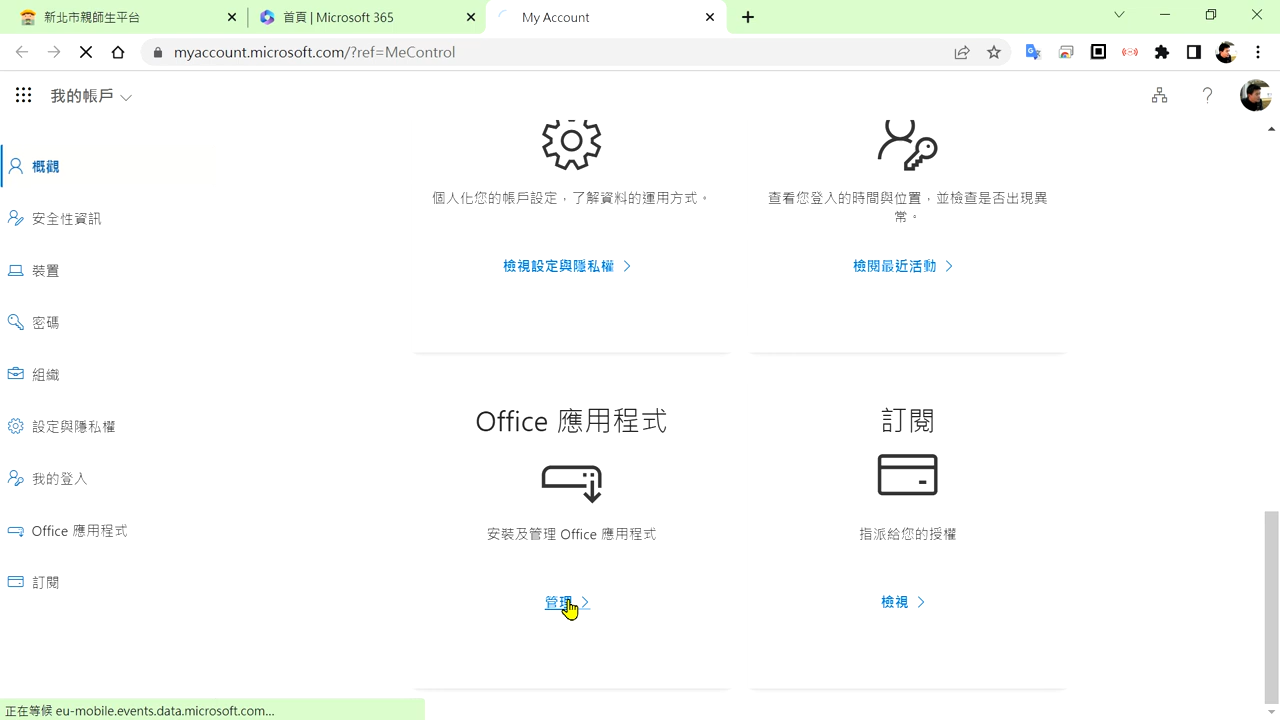 新北市親師生平台
首頁 | Microsoft 365
My Account
myaccount.microsoft.com/?ref=MeControl
我的帳戶
概觀
安全性資訊
裝置
密碼
組織
設定與隱私權
我的登入
Office 應用程式
訂閱
個人化您的帳戶設定，了解資料的運用方式。
檢視設定與隱私權
查看您登入的時間與位置，並檢查是否出現異
常。
檢閱最近活動
Office 應用程式
安裝及管理 Office 應用程式
管理
訂閱
指派給您的授權
檢視
正在等候 eu-mobile.events.data.microsoft.com...